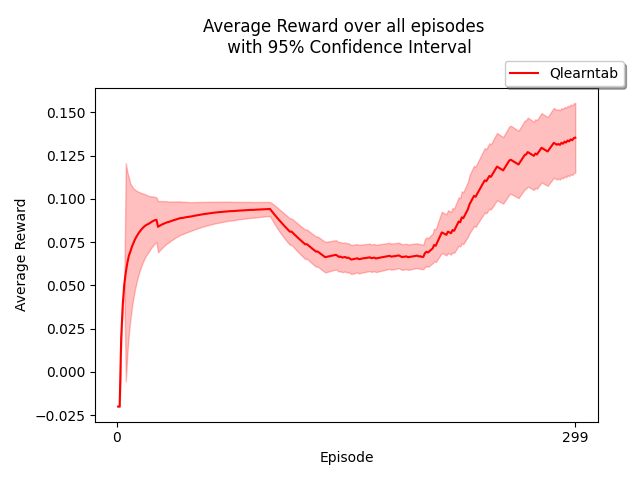 Average Reward over all episodes
with 95% Confidence Interval
Qlearntab
0.150
0.125
0.100
0.075
0.050
0.025
0.000
−0.025
Average Reward
0
299
Episode